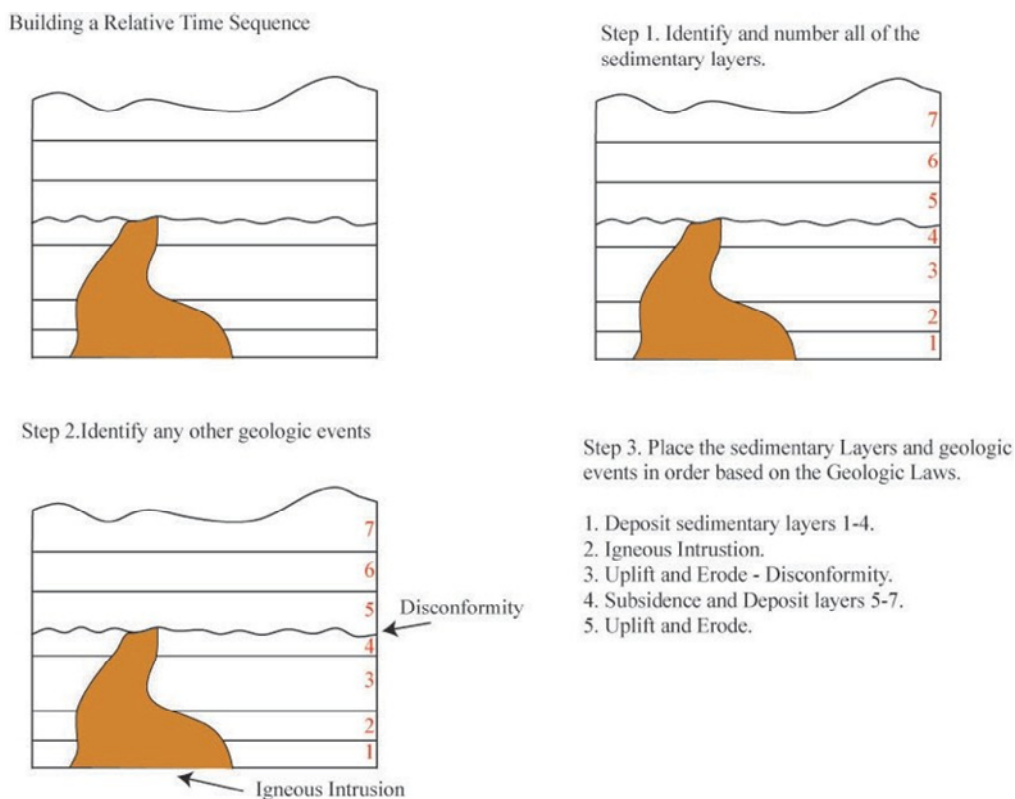 Building a Relative Time Sequence
Step 1. Identify and number all of the
sedimentary layers.
7
6
5
4
3
2
1
Step 2.Identify any other geologic events
7
6
5
Disconformity
4
3
2
1
Igneous Intrusion
Step 3. Place the sedimentary Layers and geologic
events in order based on the Geologic Laws.
1. Deposit sedimentary layers 1-4.
2. Igneous Intrustion.
3. Uplift and Erode - Disconformity.
4. Subsidence and Deposit layers 5-7.
5. Uplift and Erode.